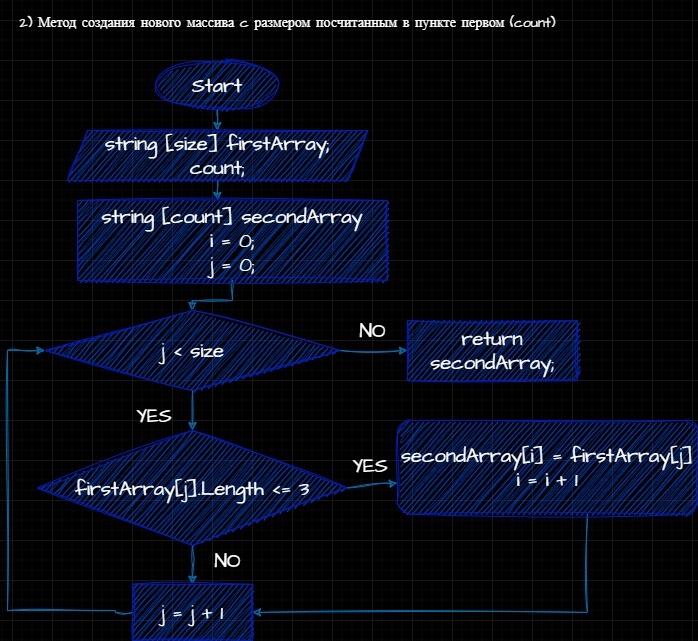 2) Метод создания нового массива с размером посчитанным в пункте первом (count)
Start
string [size] firstArray;
count;
string [count] secondArray
i = 0;
j = 0;
j < size
NO
return
secondArray;
YES
firstArray[j].Length <= 3
YES
secondArray[i] = firstArray[j]
i = i + 1
NO
j = j + 1